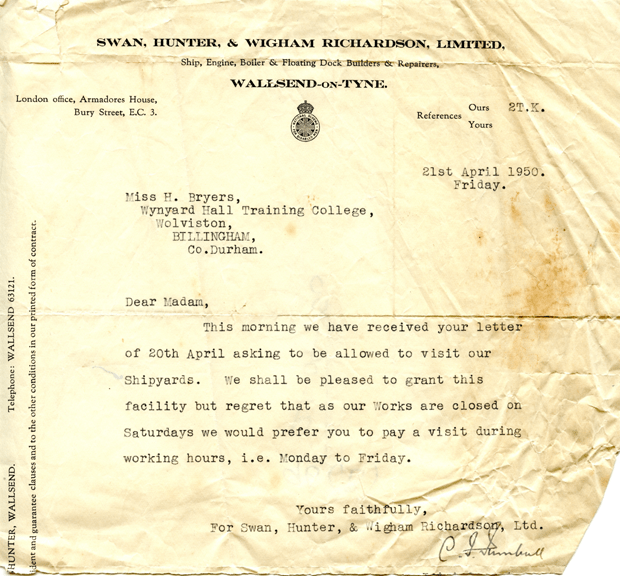 SWAN, HUNTER, & WIGHAM RICHARDSON, LIMITED,
Ship, Engine, Boiler & Floating Dock Builders & Repairers,
WALLSEND-ON-TYNE.
London office, Armadores House,
Bury Street, E.C. 3.
References Ours 2T.K.
Yours
21st April 1950.
Friday.
Miss H. Bryers,
Wynyard Hall Training College,
Wolviston,
BILLINGHAM,
Co.Durham.
Dear Madam,
This morning we have received your letter
of 20th April asking to be allowed to visit our
Shipyards. We shall be pleased to grant this
facility but regret that as our Works are closed on
Saturdays we would prefer you to pay a visit during
working hours, i.e. Monday to Friday.
Yours faithfully,
For Swan, Hunter, & Wigham Richardson, Ltd.
HUNTER, WALLSEND. Telephone: WALLSEND 63121.
and guarantee clauses and to the other conditions in our printed form of contract.